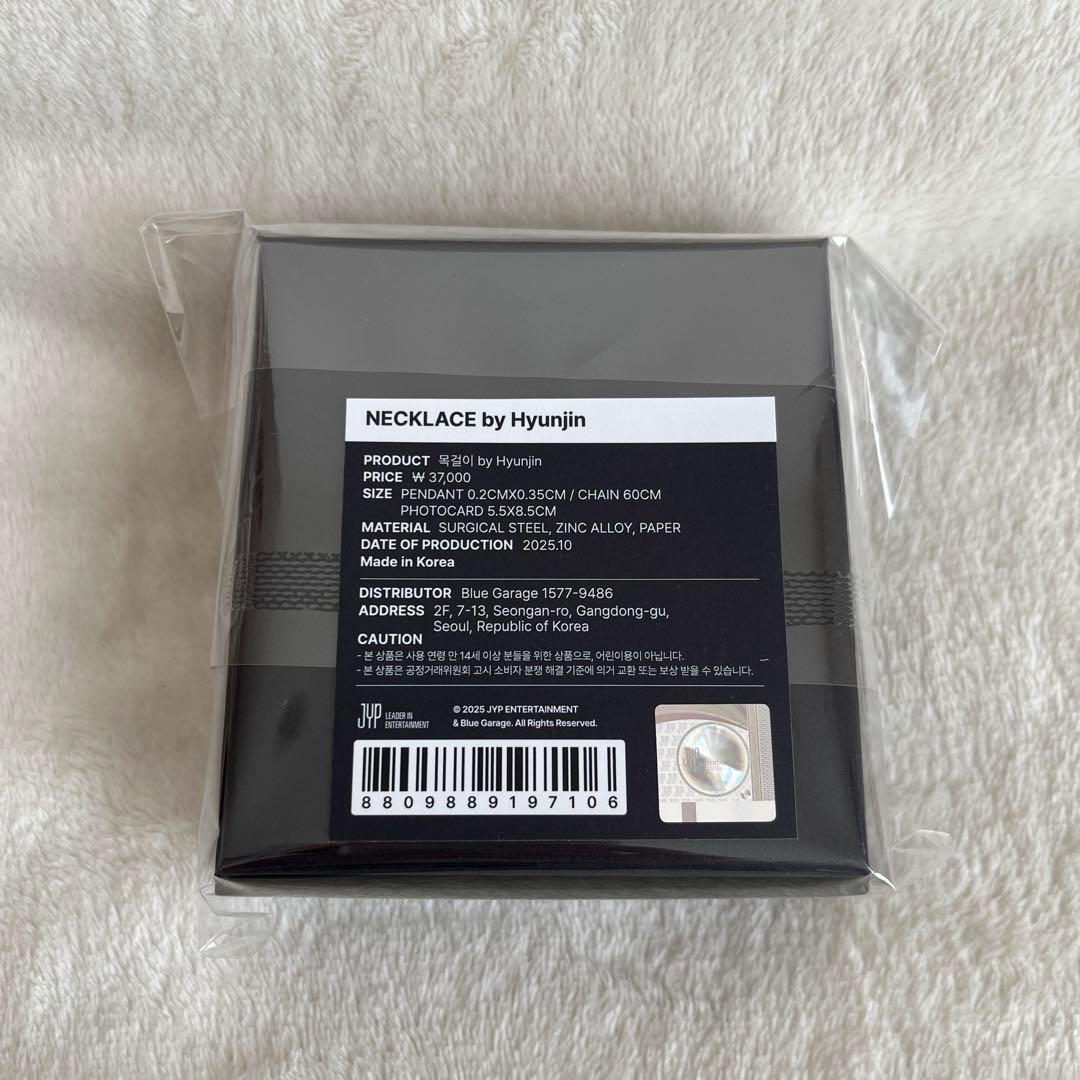 NECKLACE by Hyunjin
PRODUCT 목걸이 by Hyunjin
PRICE ₩ 37,000
SIZE PENDANT 0.2CMX0.35CM / CHAIN 60CM
PHOTOCARD 5.5X8.5CM
MATERIAL SURGICAL STEEL, ZINC ALLOY, PAPER
DATE OF PRODUCTION 2025.10
Made in Korea
DISTRIBUTOR Blue Garage 1577-9486
ADDRESS 2F, 7-13, Seongan-ro, Gangdong-gu,
Seoul, Republic of Korea
CAUTION
- 본 상품은 사용 연령 만 14세 이상 분들을 위한 상품으로, 어린이용이 아닙니다.
- 본 상품은 공정거래위원회 고시 소비자 분쟁 해결 기준에 의거 교환 또는 보상 받을 수 있습니다.
JYP LEADER IN
ENTERTAINMENT
© 2025 JYP ENTERTAINMENT
& Blue Garage. All Rights Reserved.
8809889197106
JYP ENTERTAINMENT